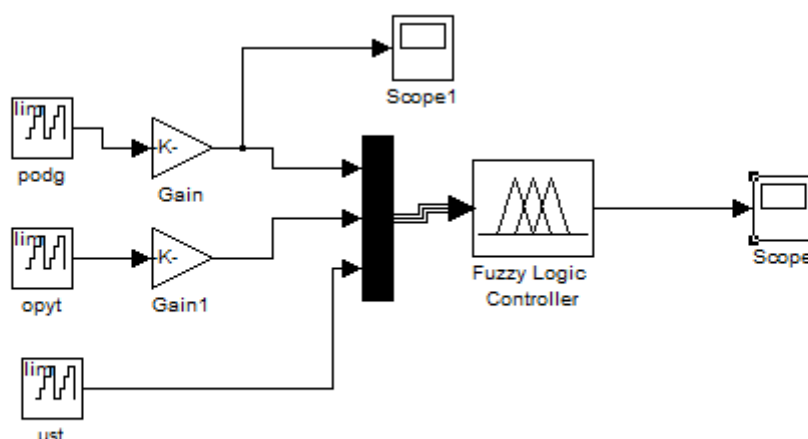 Scope1
lim
podg
-K-
Gain
lim
opyt
-K-
Gain1
Fuzzy Logic
Controller
Scope
lim
ust